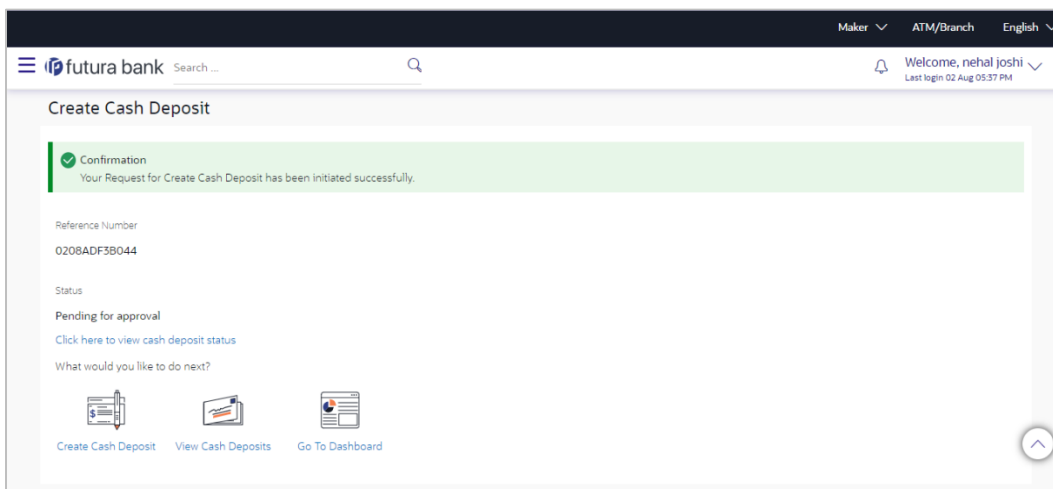 Maker ATM/Branch English
futura bank Search ... Welcome, nehal joshi
Last login 02 Aug 05:37 PM
Create Cash Deposit
Confirmation
Your Request for Create Cash Deposit has been initiated successfully.
Reference Number
0208ADF3B044
Status
Pending for approval
Click here to view cash deposit status
What would you like to do next?
$
Create Cash Deposit View Cash Deposits Go To Dashboard